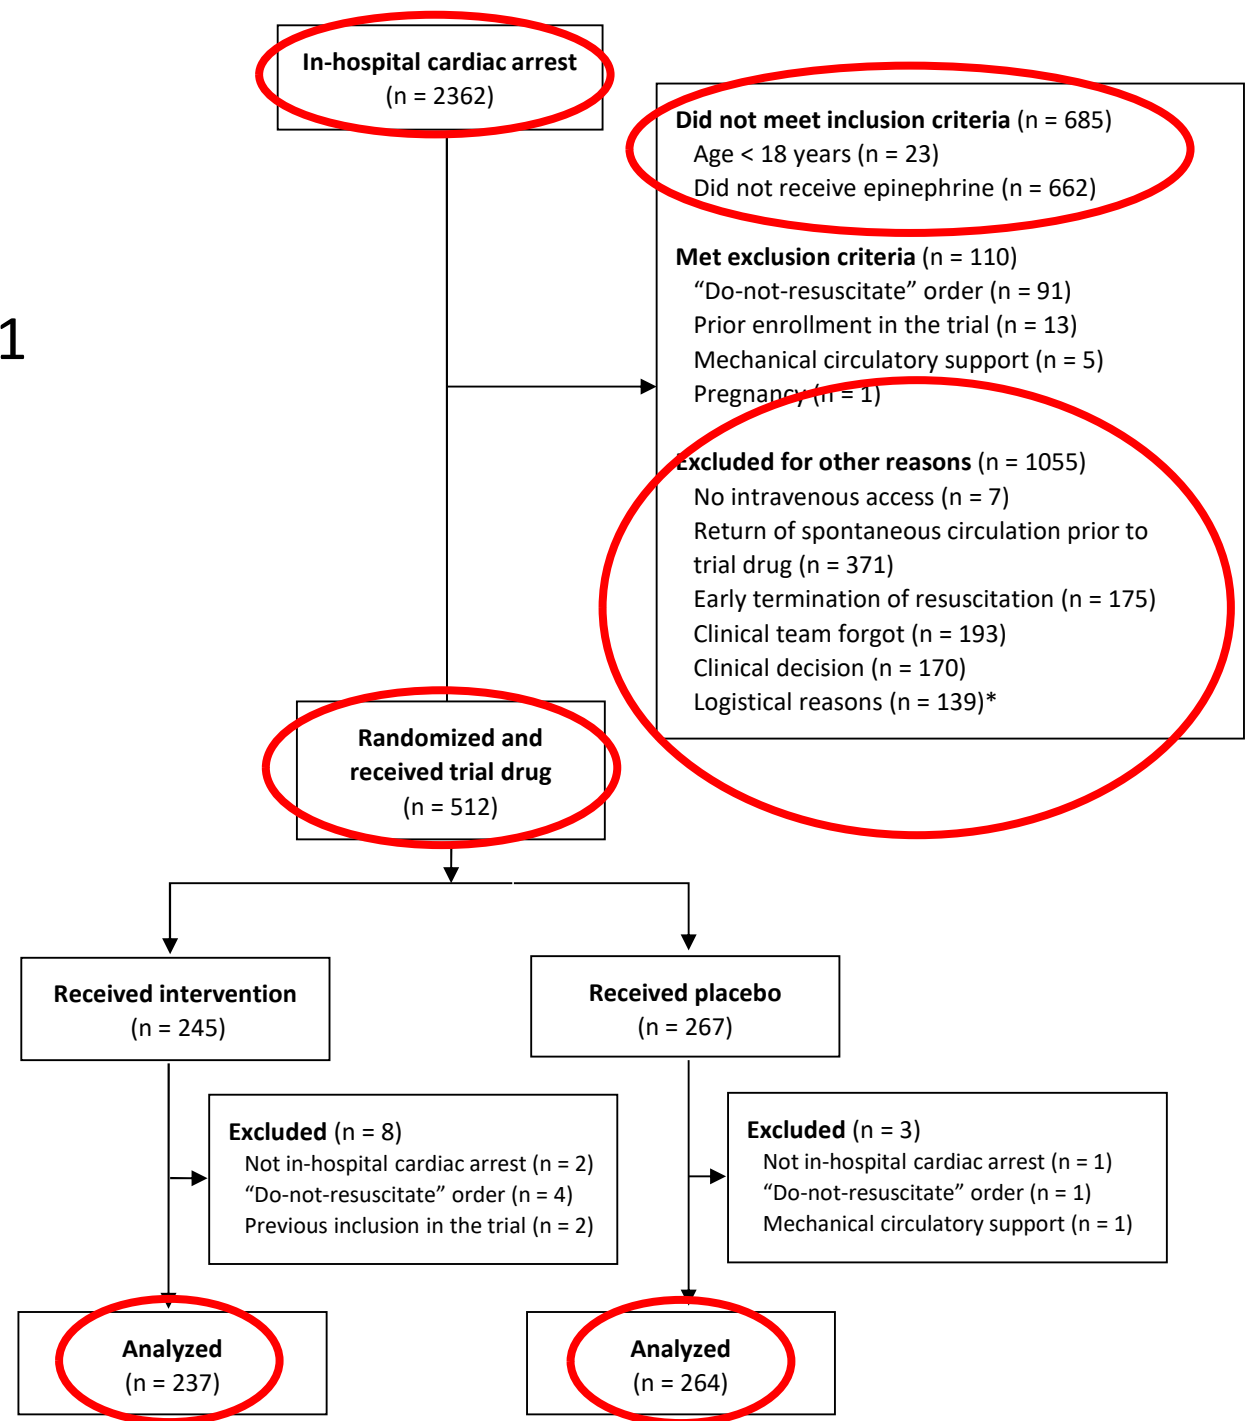 In-hospital cardiac arrest
(n = 2362)
Did not meet inclusion criteria (n = 685)
Age < 18 years (n = 23)
Did not receive epinephrine (n = 662)
Met exclusion criteria (n = 110)
“Do-not-resuscitate” order (n = 91)
Prior enrollment in the trial (n = 13)
Mechanical circulatory support (n = 5)
Pregnancy (n = 1)
1
Excluded for other reasons (n = 1055)
No intravenous access (n = 7)
Return of spontaneous circulation prior to
trial drug (n = 371)
Early termination of resuscitation (n = 175)
Clinical team forgot (n = 193)
Clinical decision (n = 170)
Logistical reasons (n = 139)*
Randomized and
received trial drug
(n = 512)
Received intervention
(n = 245)
Received placebo
(n = 267)
Excluded (n = 8)
Not in-hospital cardiac arrest (n = 2)
“Do-not-resuscitate” order (n = 4)
Previous inclusion in the trial (n = 2)
Excluded (n = 3)
Not in-hospital cardiac arrest (n = 1)
“Do-not-resuscitate” order (n = 1)
Mechanical circulatory support (n = 1)
Analyzed
(n = 237)
Analyzed
(n = 264)